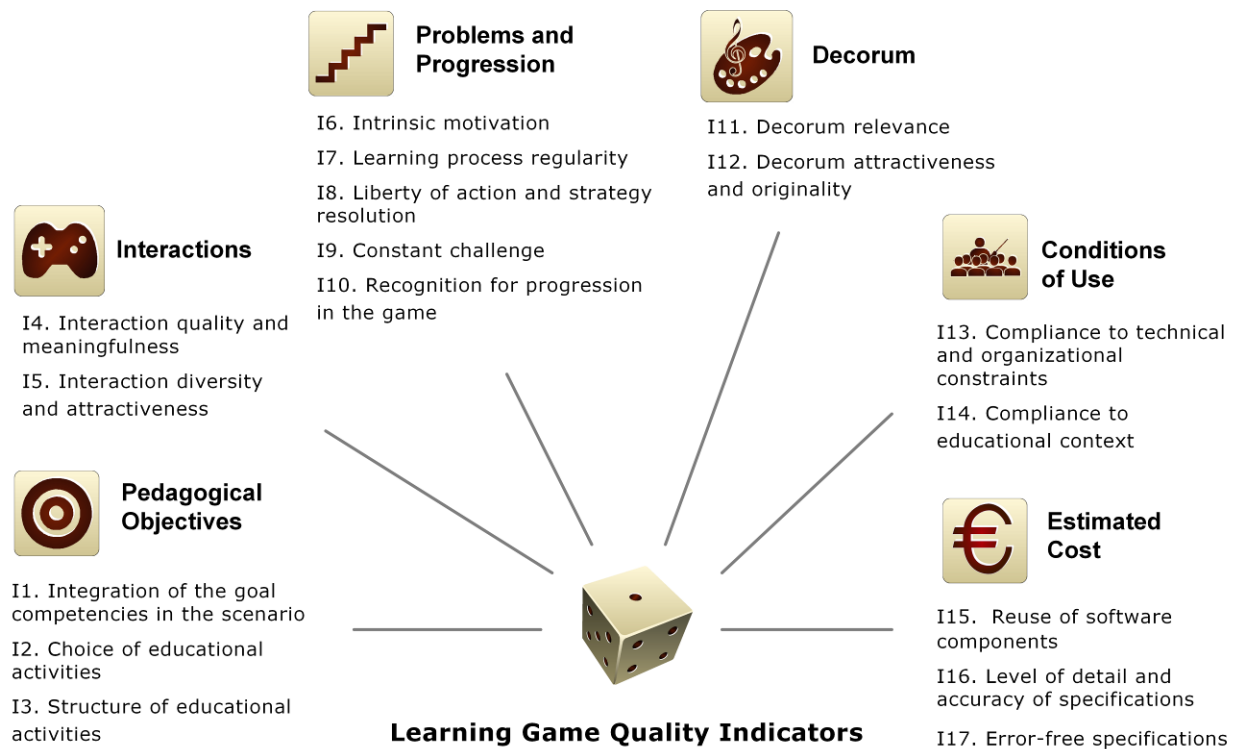 Problems and
Progression
I6. Intrinsic motivation
I7. Learning process regularity
I8. Liberty of action and strategy
resolution
I9. Constant challenge
I10. Recognition for progression
in the game
Decorum
I11. Decorum relevance
I12. Decorum attractiveness
and originality
Interactions
I4. Interaction quality and
meaningfulness
I5. Interaction diversity
and attractiveness
Conditions
of Use
I13. Compliance to technical
and organizational
constraints
I14. Compliance to
educational context
Pedagogical
Objectives
I1. Integration of the goal
competencies in the scenario
I2. Choice of educational
activities
I3. Structure of educational
activities
€
Estimated
Cost
I15. Reuse of software
components
I16. Level of detail and
accuracy of specifications
I17. Error-free specifications
Learning Game Quality Indicators